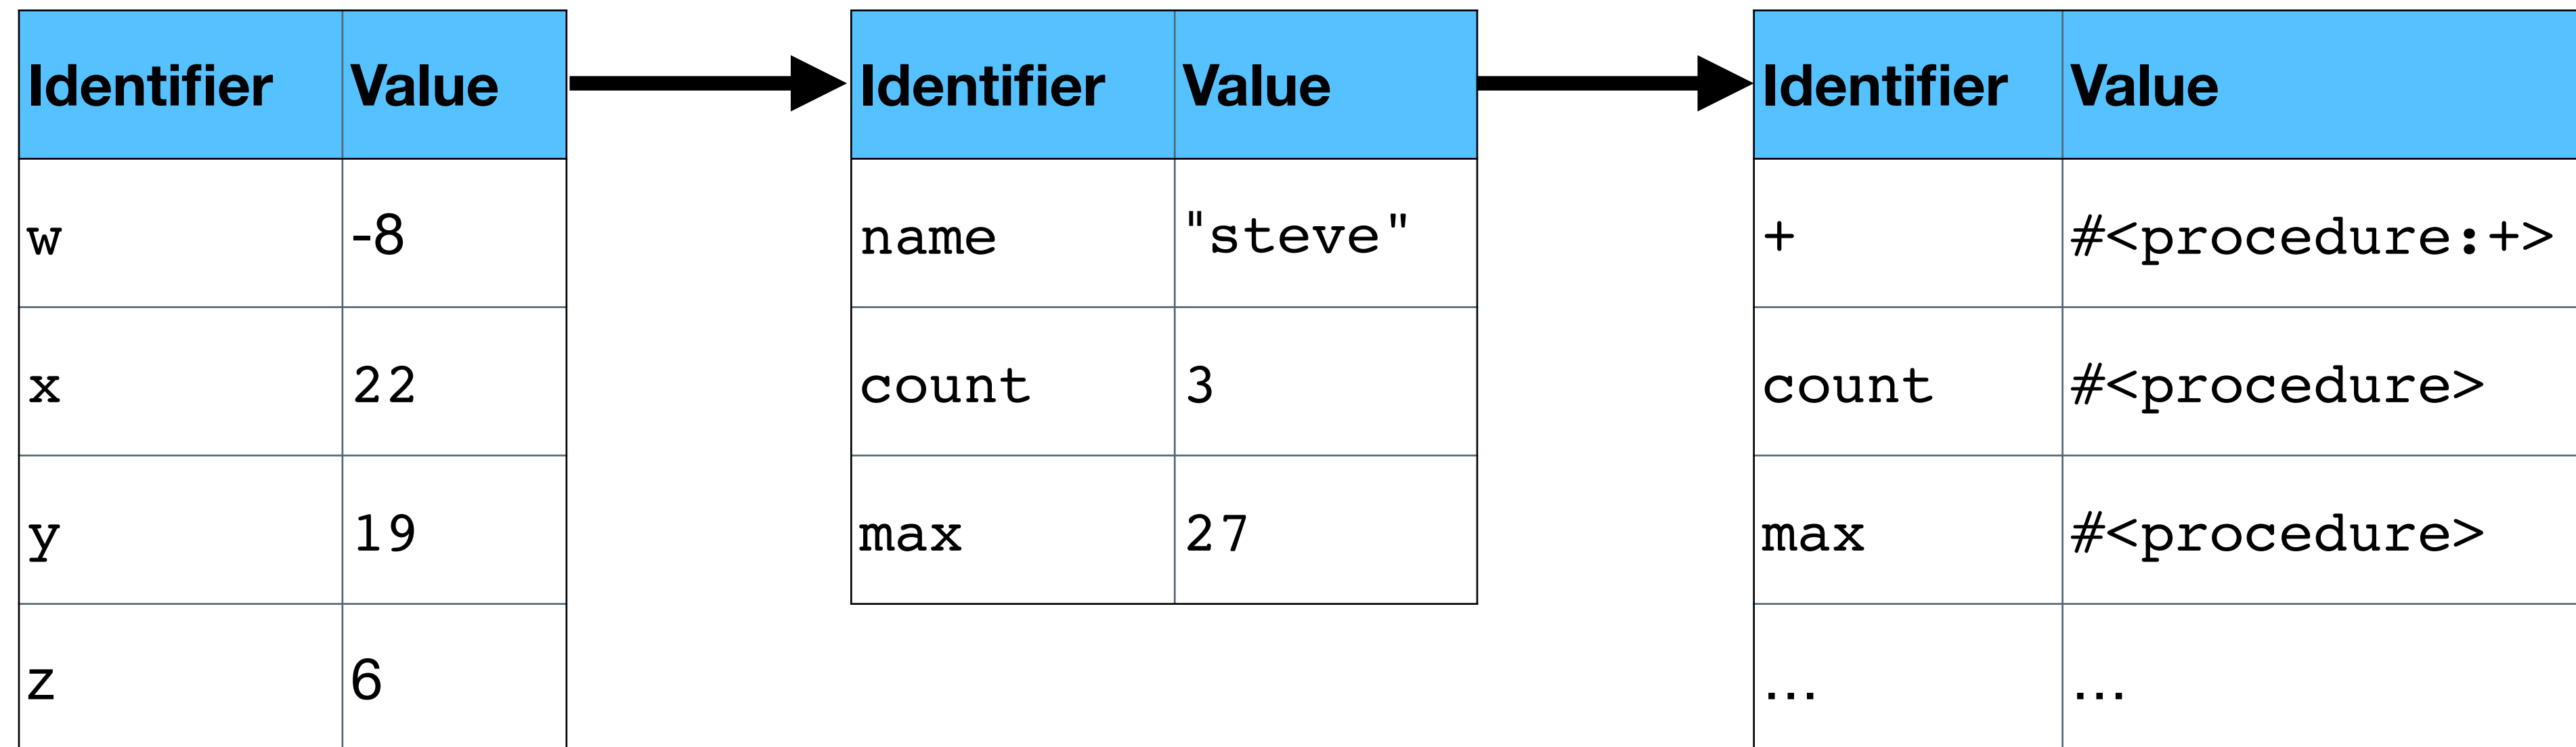 Identifier Value
w -8
x 22
y 19
z 6
Identifier Value
name "steve"
count 3
max 27
Identifier Value
+ #<procedure:+>
count #<procedure>
max #<procedure>
... ...